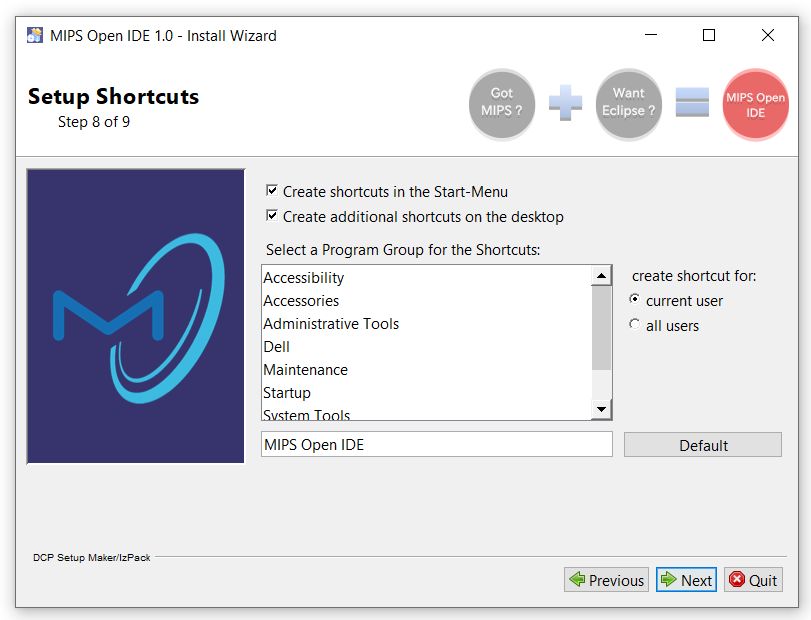 MIPS Open IDE 1.0 - Install Wizard
Setup Shortcuts
Step 8 of 9
Got
MIPS ?
Want
Eclipse ?
MIPS Open
IDE
Create shortcuts in the Start-Menu
Create additional shortcuts on the desktop
Select a Program Group for the Shortcuts:
Accessibility
Accessories
Administrative Tools
Dell
Maintenance
Startup
System Tools
create shortcut for:
current user
all users
MIPS Open IDE
Default
DCP Setup Maker/IzPack
Previous
Next
Quit